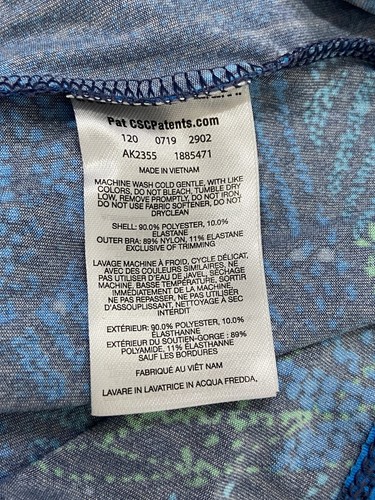 Pat CSCPatents.com
120 0719 2902
AK2355 1885471
MADE IN VIETNAM
MACHINE WASH COLD GENTLE, WITH LIKE
COLORS, DO NOT BLEACH, TUMBLE DRY
LOW, REMOVE PROMPTLY, DO NOT IRON,
DO NOT USE FABRIC SOFTENER, DO NOT
DRYCLEAN
SHELL: 90.0% POLYESTER, 10.0%
ELASTANE
OUTER BRA: 89% NYLON, 11% ELASTANE
EXCLUSIVE OF TRIMMING
LAVAGE MACHINE À FROID, CYCLE DÉLICAT,
AVEC DES COULEURS SIMILAIRES, NE
PAS UTILISER D'EAU DE JAVEL, SÉCHAGE
MACHINE, BASSE TEMPÉRATURE, SORTIR
IMMÉDIATEMENT DE LA MACHINE,
NE PAS REPASSER, NE PAS UTILISER
D'ASSOUPLISSANT, NETTOYAGE À SEC
INTERDIT
EXTÉRIEUR: 90.0% POLYESTER, 10.0%
ÉLASTHANNE
EXTÉRIEUR DU SOUTIEN-GORGE : 89%
POLYAMIDE, 11% ÉLASTHANNE
SAUF LES BORDURES
FABRIQUÉ AU VIÊT NAM
LAVARE IN LAVATRICE IN ACQUA FREDDA,